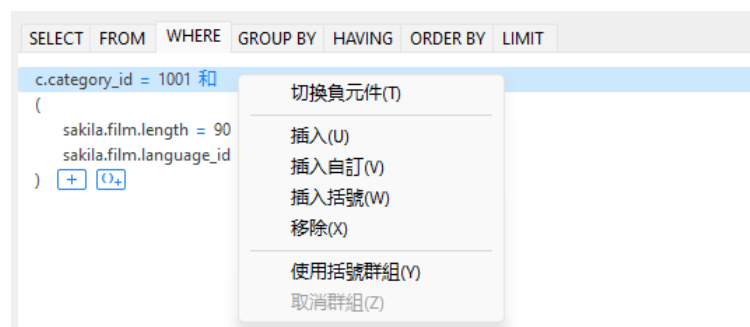 SELECT FROM WHERE GROUP BY HAVING ORDER BY LIMIT
c.category_id = 1001 和
(
sakila.film.length = 90
sakila.film.language_id
)
切換負元件(T)
插入(U)
插入自訂(V)
插入括號(W)
移除(X)
使用括號群組(Y)
取消群組(Z)